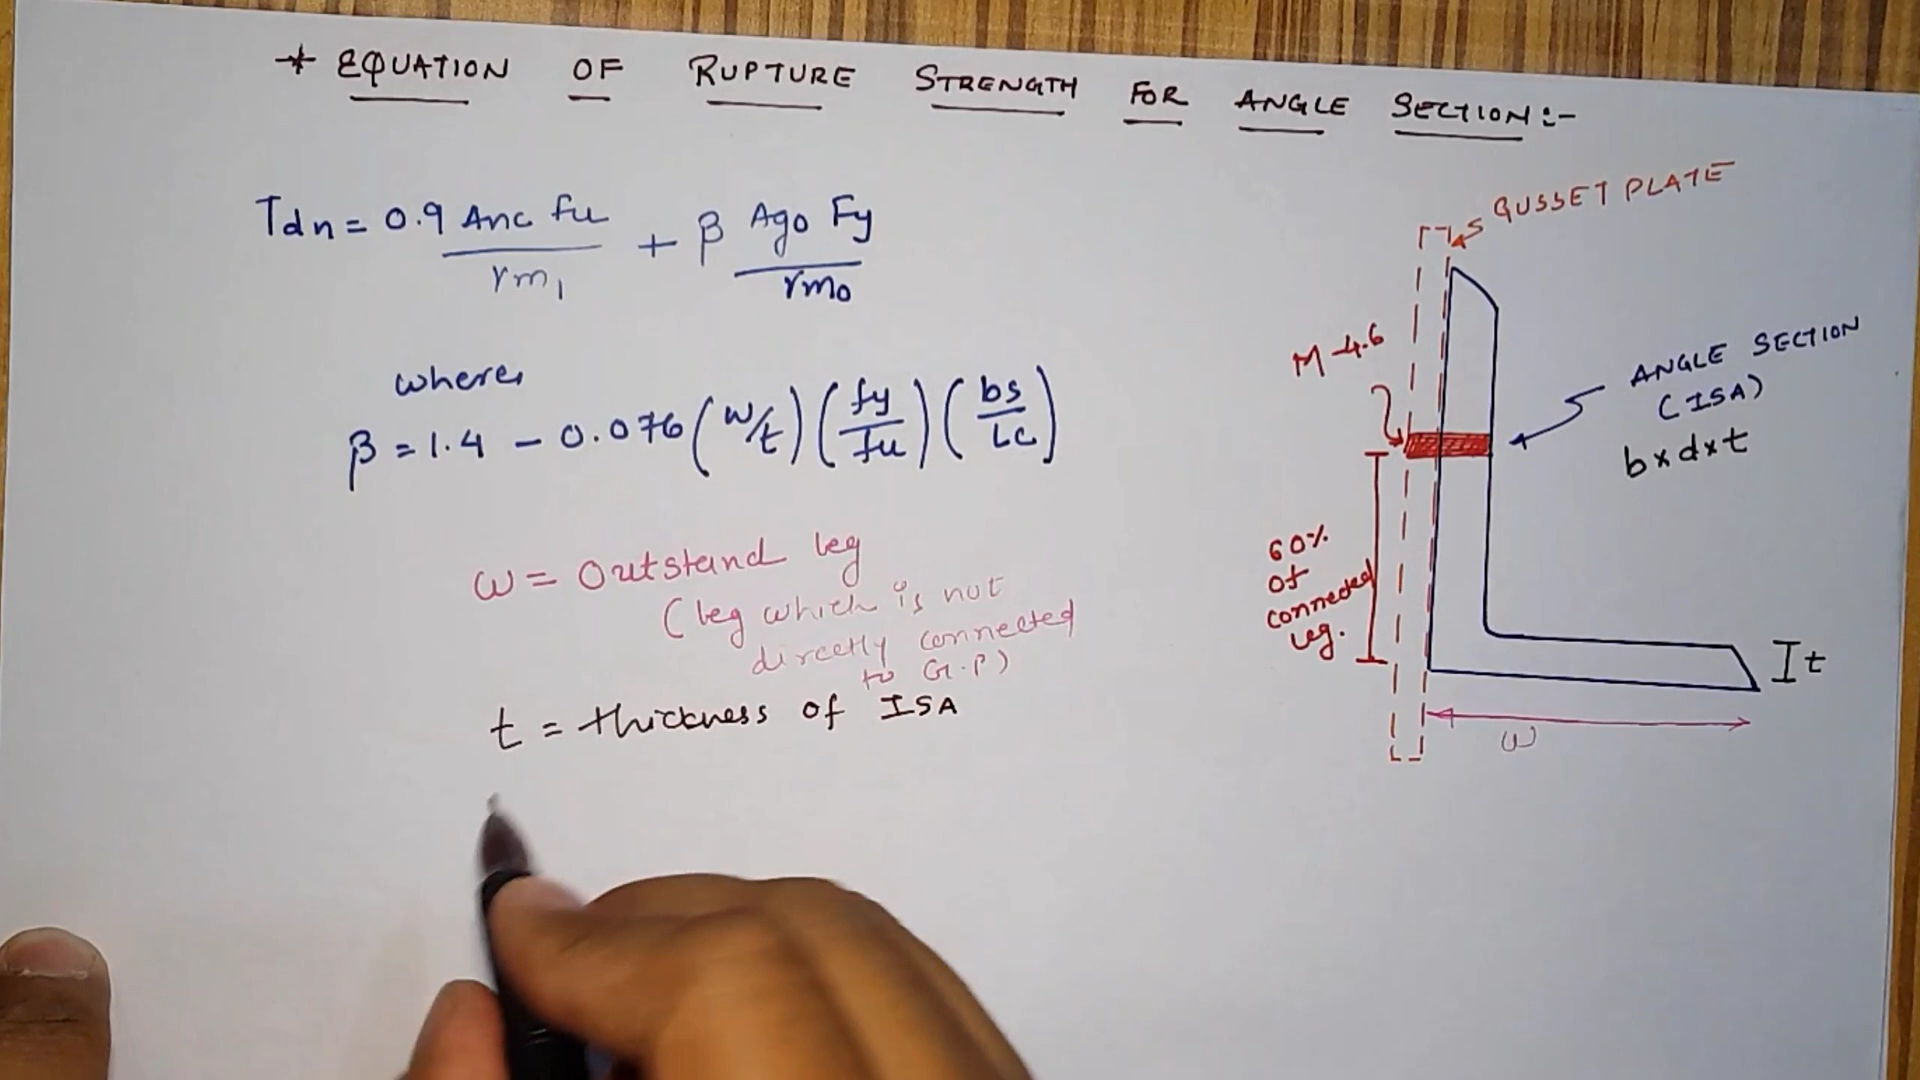 * EQUATION OF RUPTURE STRENGTH FOR ANGLE SECTION :-
Tdn = 0.9 Anc fu / γm1 + β Ago Fy / γm0
where,
β = 1.4 - 0.076 (w/t) (fy/fu) (bs/Lc)
w = Outstand leg
(leg which is not
directly connected
to G.P)
t = thickness of ISA
GUSSET PLATE
M-4.6
ANGLE SECTION
(ISA)
b x d x t
60%
of
connected
leg.
t
w